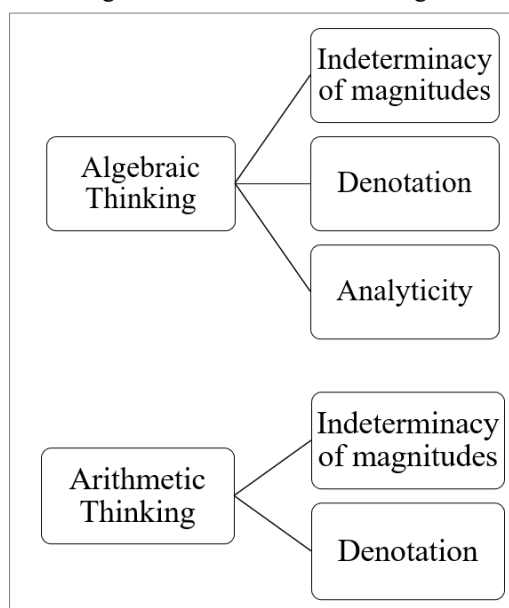 Indeterminacy
of magnitudes
Algebraic
Thinking
Denotation
Analyticity
Indeterminacy
of magnitudes
Arithmetic
Thinking
Denotation